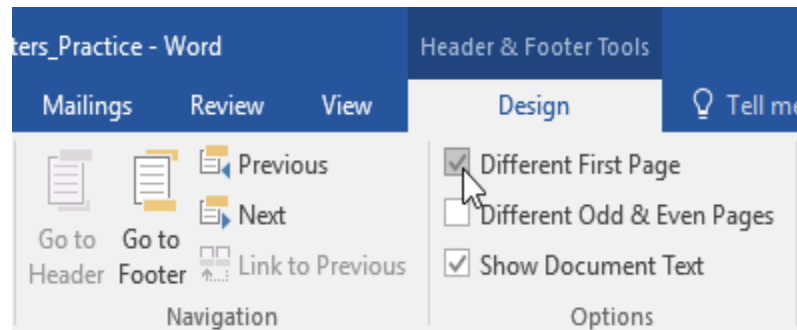 ters_Practice - Word
Header & Footer Tools
Mailings Review View Design Tell me
Go to Header
Go to Footer
Previous
Next
Link to Previous
Navigation
Different First Page
Different Odd & Even Pages
Show Document Text
Options